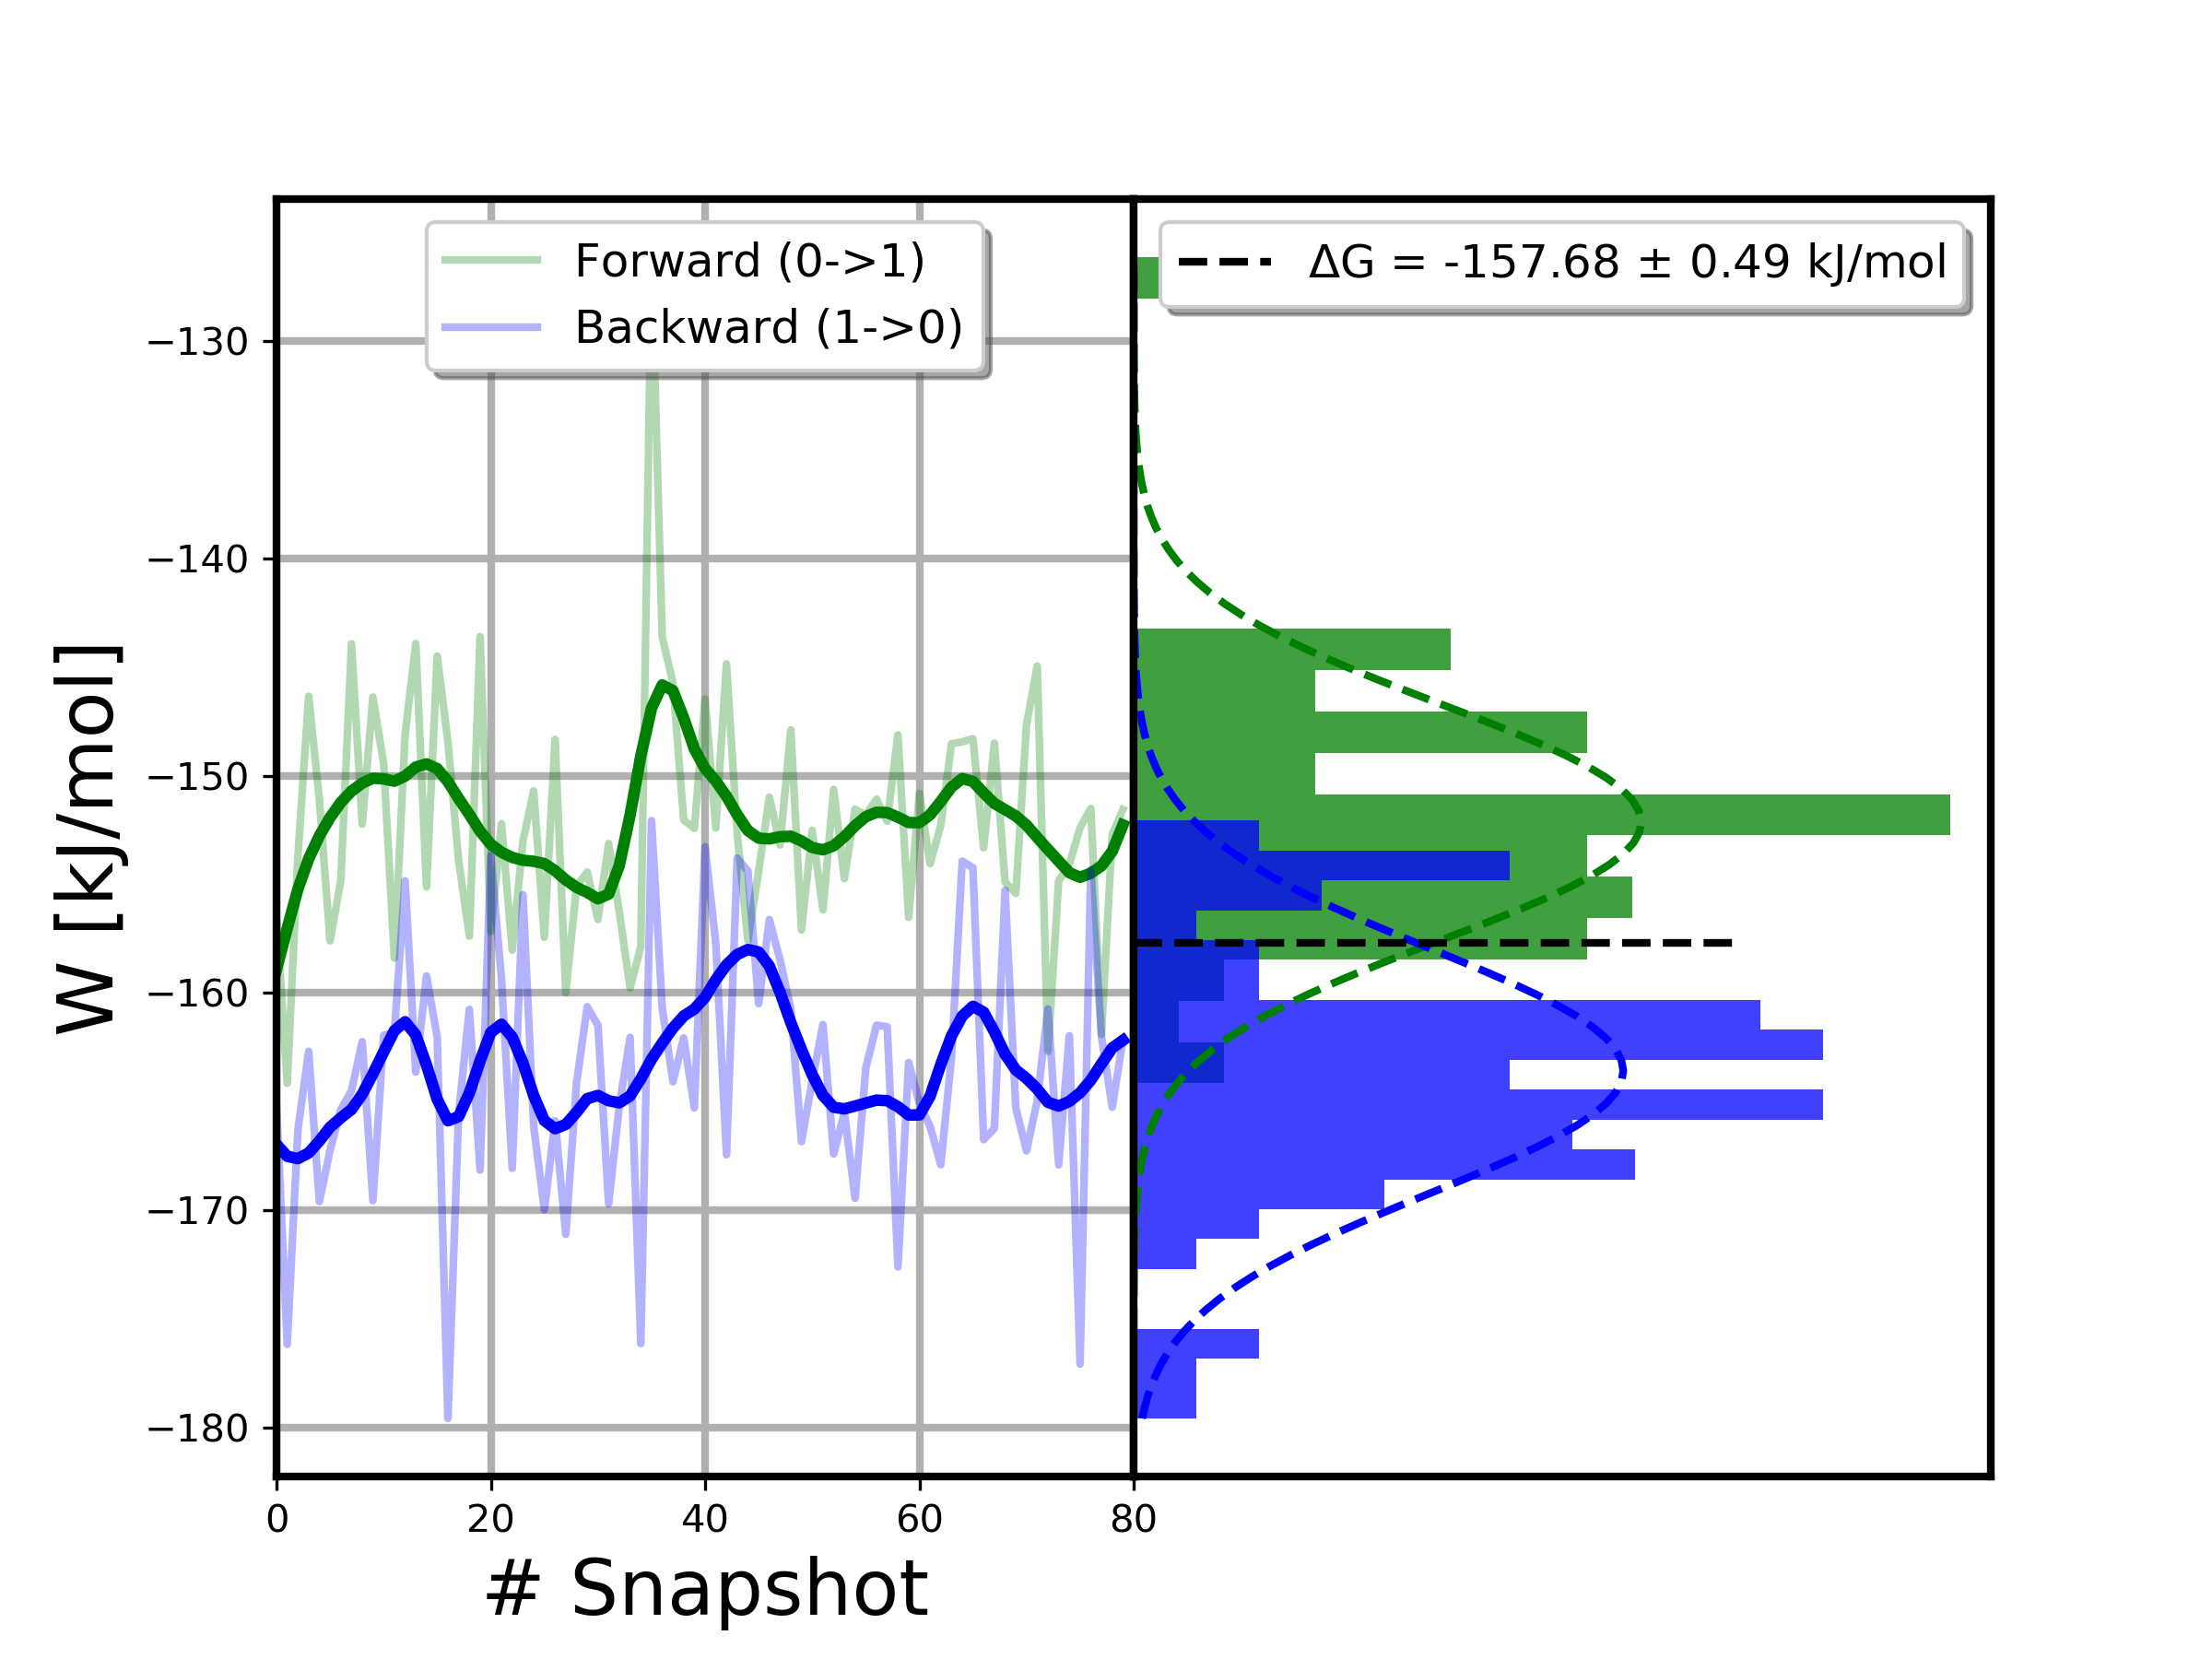 Forward (0->1)
Backward (1->0)
ΔG = -157.68 ± 0.49 kJ/mol
−130
−140
−150
−160
−170
−180
W [kJ/mol]
0 20 40 60 80
# Snapshot